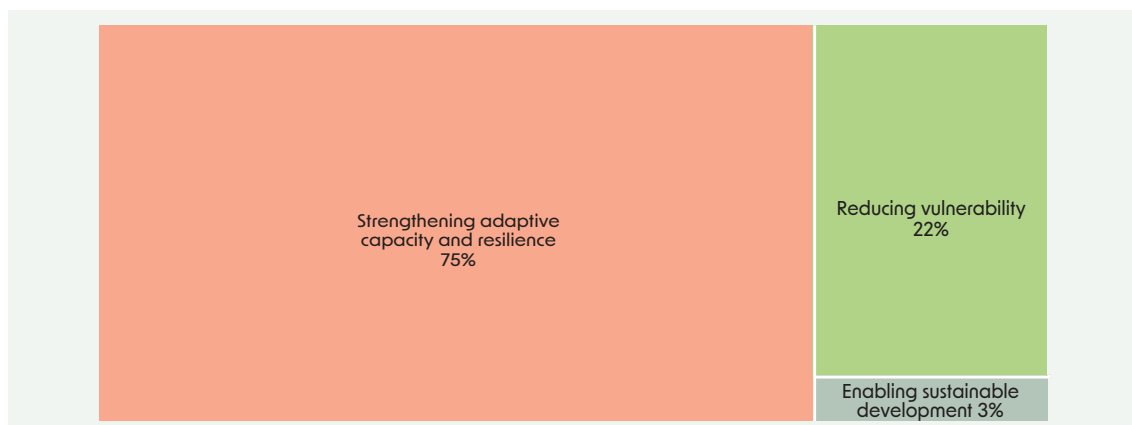 Strengthening adaptive
capacity and resilience
75%
Reducing vulnerability
22%
Enabling sustainable
development 3%